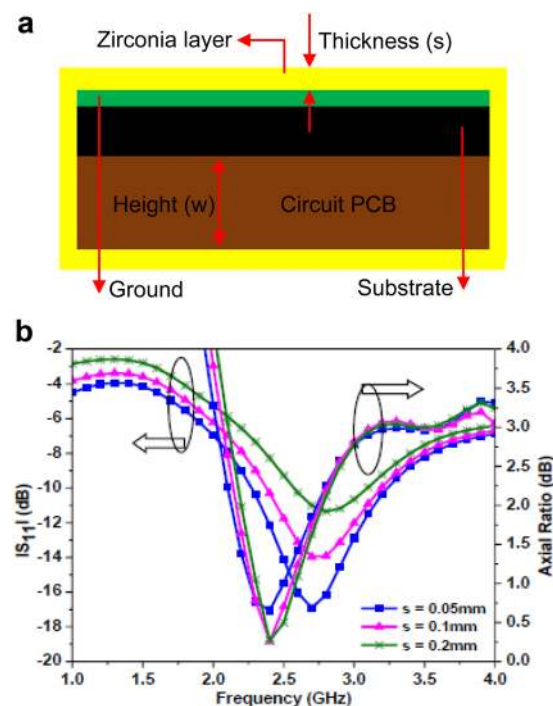 a
Zirconia layer
Thickness (s)
Height (w)
Circuit PCB
Ground
Substrate
b
-2
-4
-6
-8
-10
-12
-14
-16
-18
-20
|S11| (dB)
4.0
3.5
3.0
2.5
2.0
1.5
1.0
0.5
0.0
Axial Ratio (dB)
s = 0.05mm
s = 0.1mm
s = 0.2mm
1.0 1.5 2.0 2.5 3.0 3.5 4.0
Frequency (GHz)